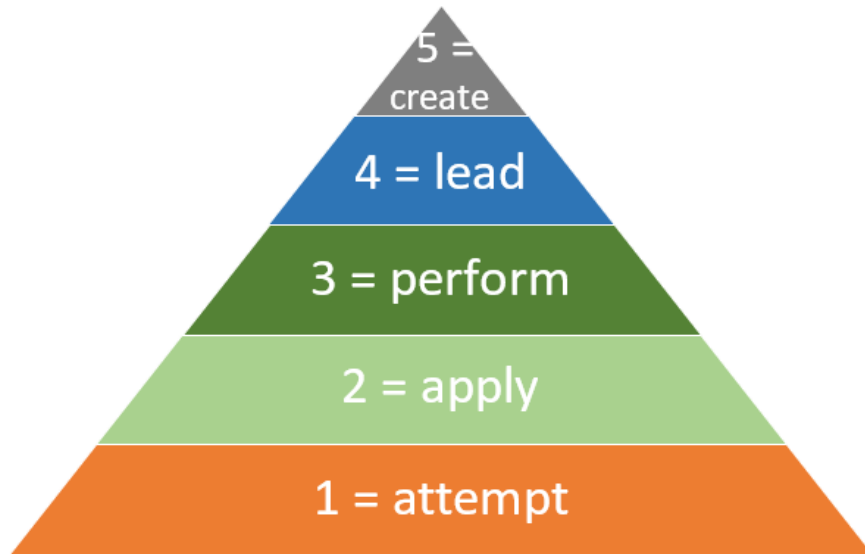 5 =
create
4 = lead
3 = perform
2 = apply
1 = attempt